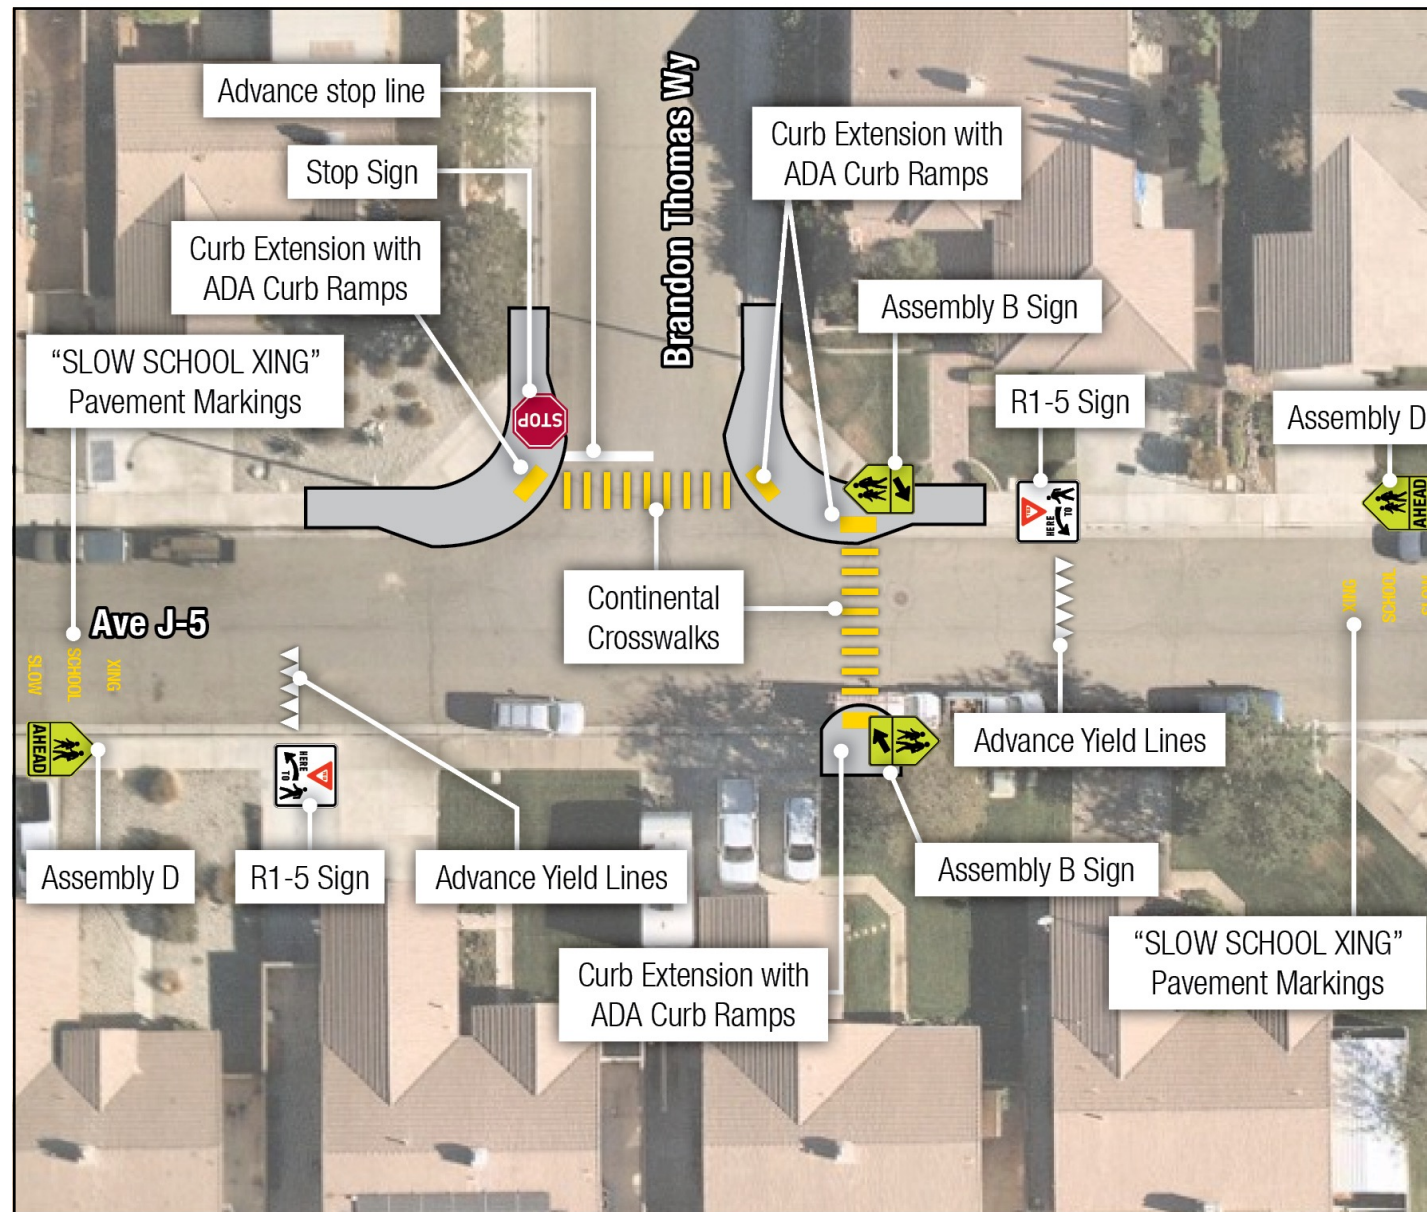 Advance stop line
Stop Sign
Curb Extension with
ADA Curb Ramps
"SLOW SCHOOL XING"
Pavement Markings
Brandon Thomas Wy
Curb Extension with
ADA Curb Ramps
Assembly B Sign
R1-5 Sign
Assembly D
STOP
HERE
TO
AHEAD
Continental
Crosswalks
Ave J-5
SLOW
SCHOOL
XING
XING
SCHOOL
AHEAD
HERE
TO
Advance Yield Lines
Assembly D
R1-5 Sign
Advance Yield Lines
Assembly B Sign
Curb Extension with
ADA Curb Ramps
"SLOW SCHOOL XING"
Pavement Markings